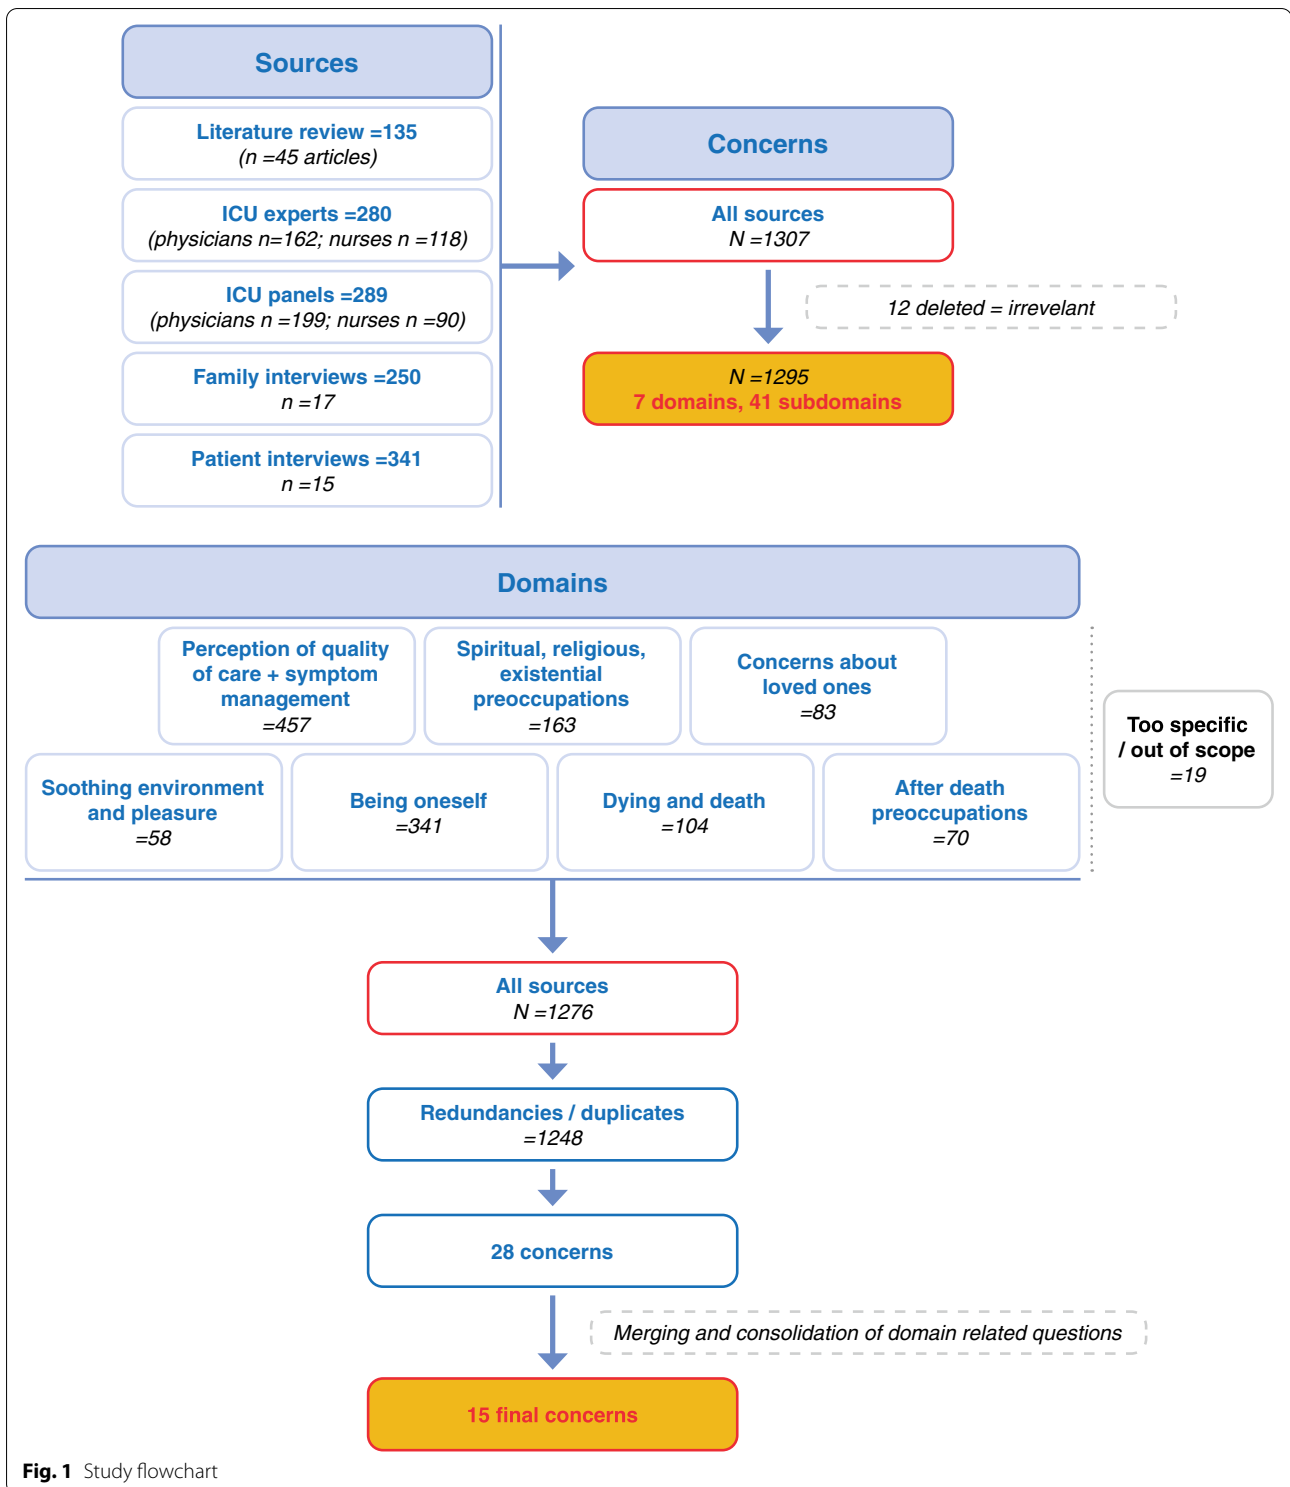 Sources
Literature review =135
(n =45 articles)
ICU experts =280
(physicians n=162; nurses n =118)
ICU panels =289
(physicians n =199; nurses n =90)
Family interviews =250
n =17
Patient interviews =341
n =15
Concerns
All sources
N =1307
12 deleted = irrevelant
N =1295
7 domains, 41 subdomains
Domains
Perception of quality
of care + symptom
management
=457
Spiritual, religious,
existential
preoccupations
=163
Concerns about
loved ones
=83
Soothing environment
and pleasure
=58
Being oneself
=341
Dying and death
=104
After death
preoccupations
=70
Too specific
/ out of scope
=19
All sources
N =1276
Redundancies / duplicates
=1248
28 concerns
Merging and consolidation of domain related questions
15 final concerns
Fig. 1 Study flowchart